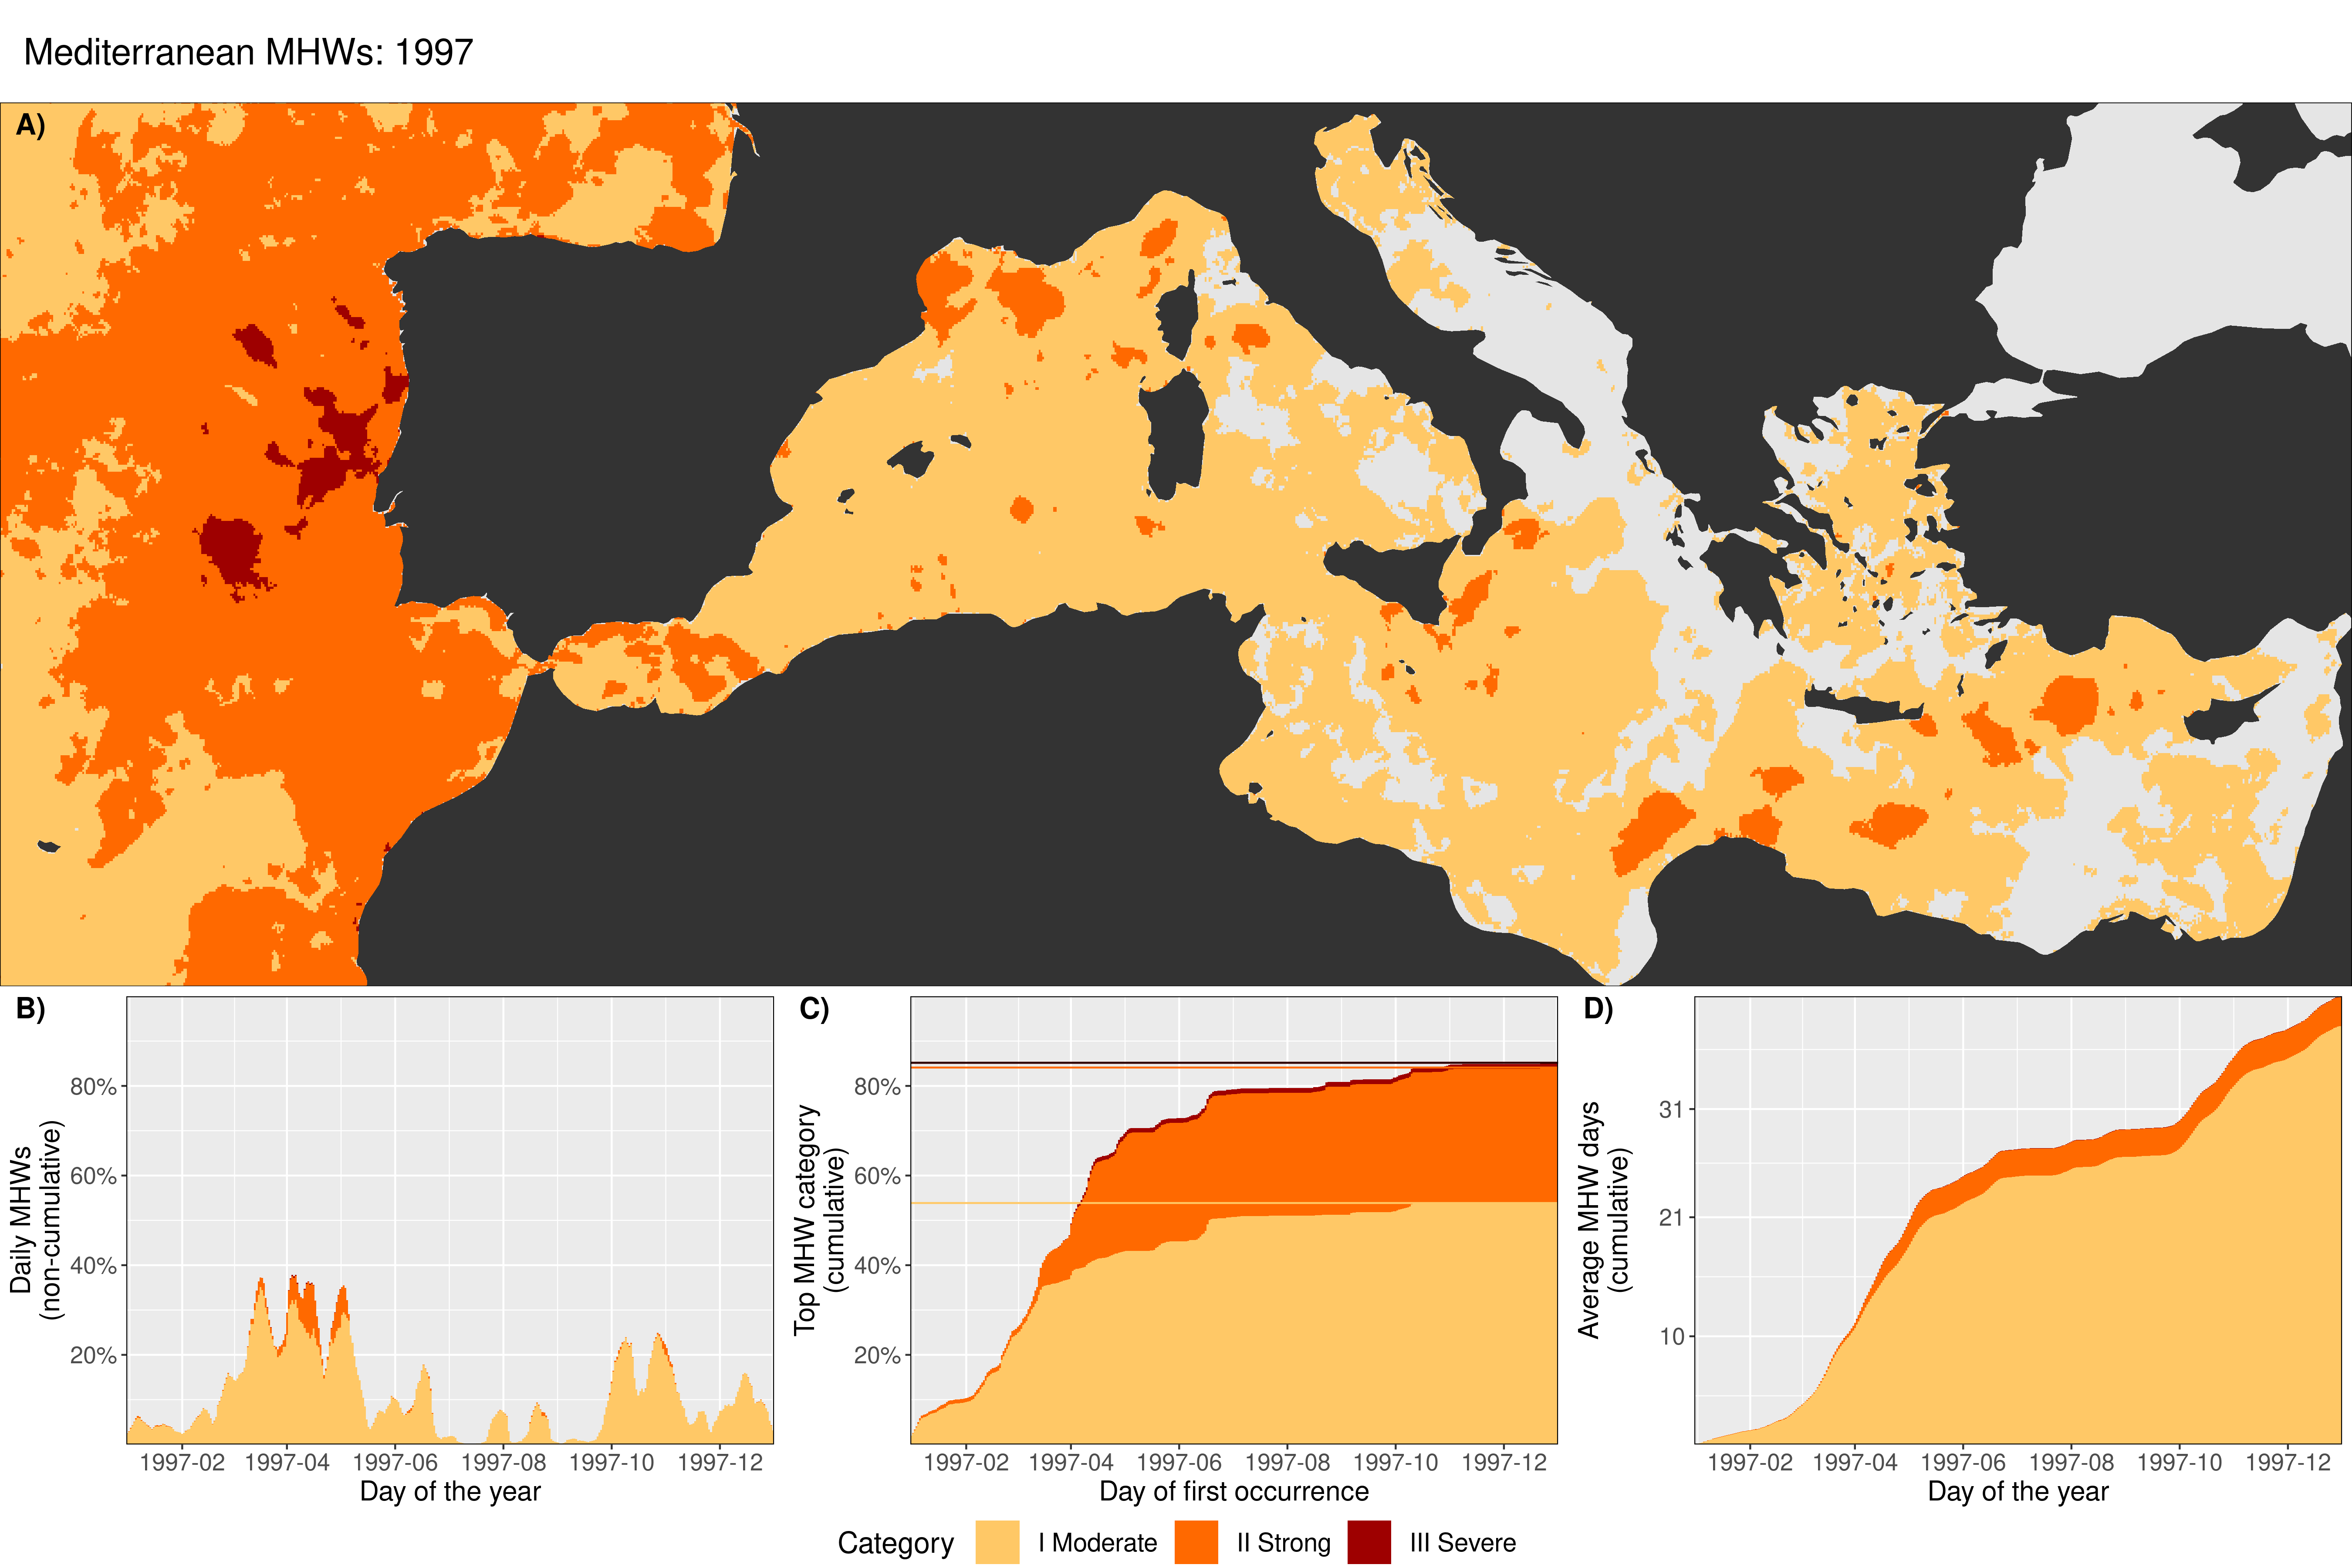 Mediterranean MHWs: 1997
A)
B)
Daily MHWs
(non-cumulative)
80%
60%
40%
20%
1997-02 1997-04 1997-06 1997-08 1997-10 1997-12
Day of the year
C)
Top MHW category
(cumulative)
80%
60%
40%
20%
1997-02 1997-04 1997-06 1997-08 1997-10 1997-12
Day of first occurrence
D)
Average MHW days
(cumulative)
31
21
10
1997-02 1997-04 1997-06 1997-08 1997-10 1997-12
Day of the year
Category I Moderate II Strong III Severe